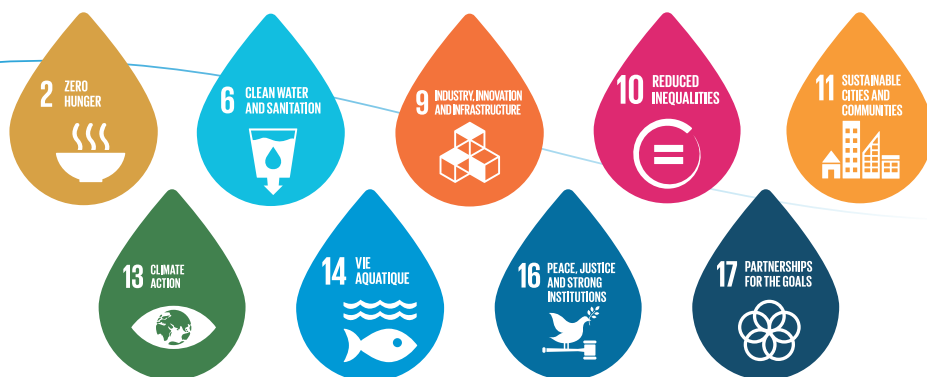 2 ZERO
HUNGER
6 CLEAN WATER
AND SANITATION
9 INDUSTRY, INNOVATION
AND INFRASTRUCTURE
10 REDUCED
INEQUALITIES
11 SUSTAINABLE
CITIES AND
COMMUNITIES
13 CLIMATE
ACTION
14 VIE
AQUATIQUE
16 PEACE, JUSTICE
AND STRONG
INSTITUTIONS
17 PARTNERSHIPS
FOR THE GOALS